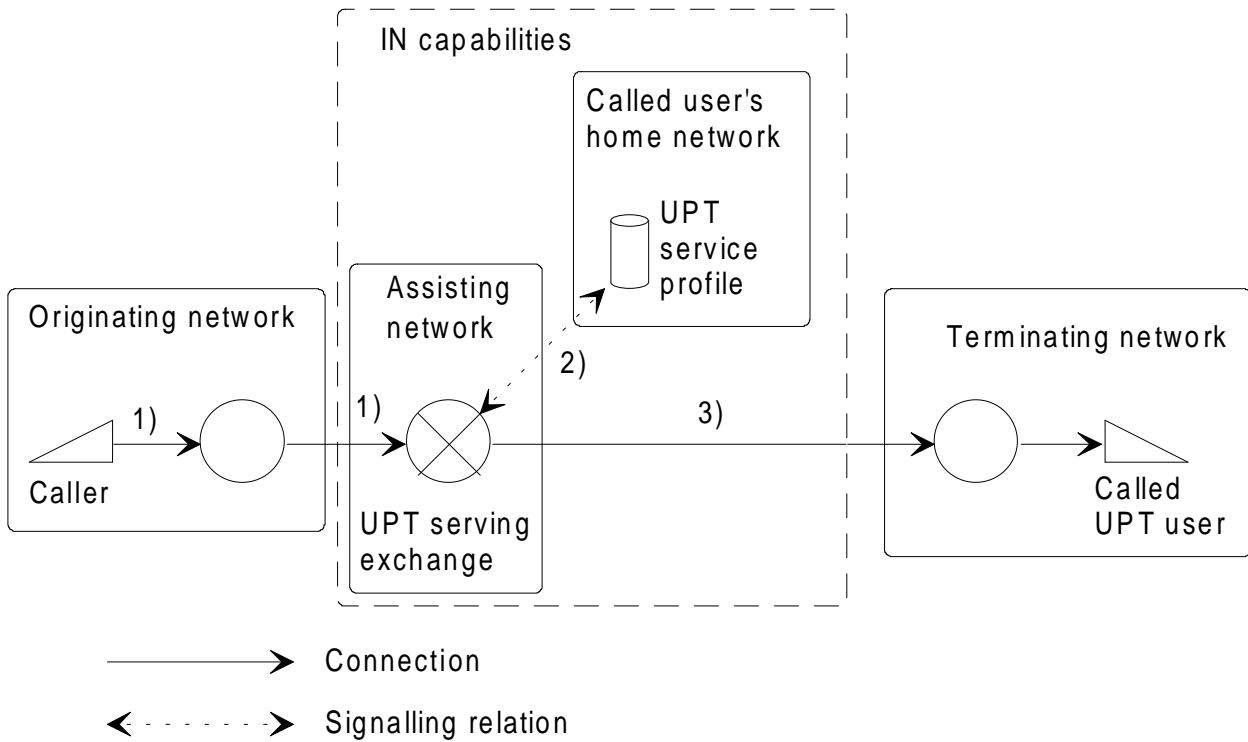 IN capabilities
Called user's
home network
UPT
service
profile
Assisting
network
Originating network
Terminating network
2)
1)
1)
3)
Caller
Called
UPT user
UPT serving
exchange
Connection
Signalling relation